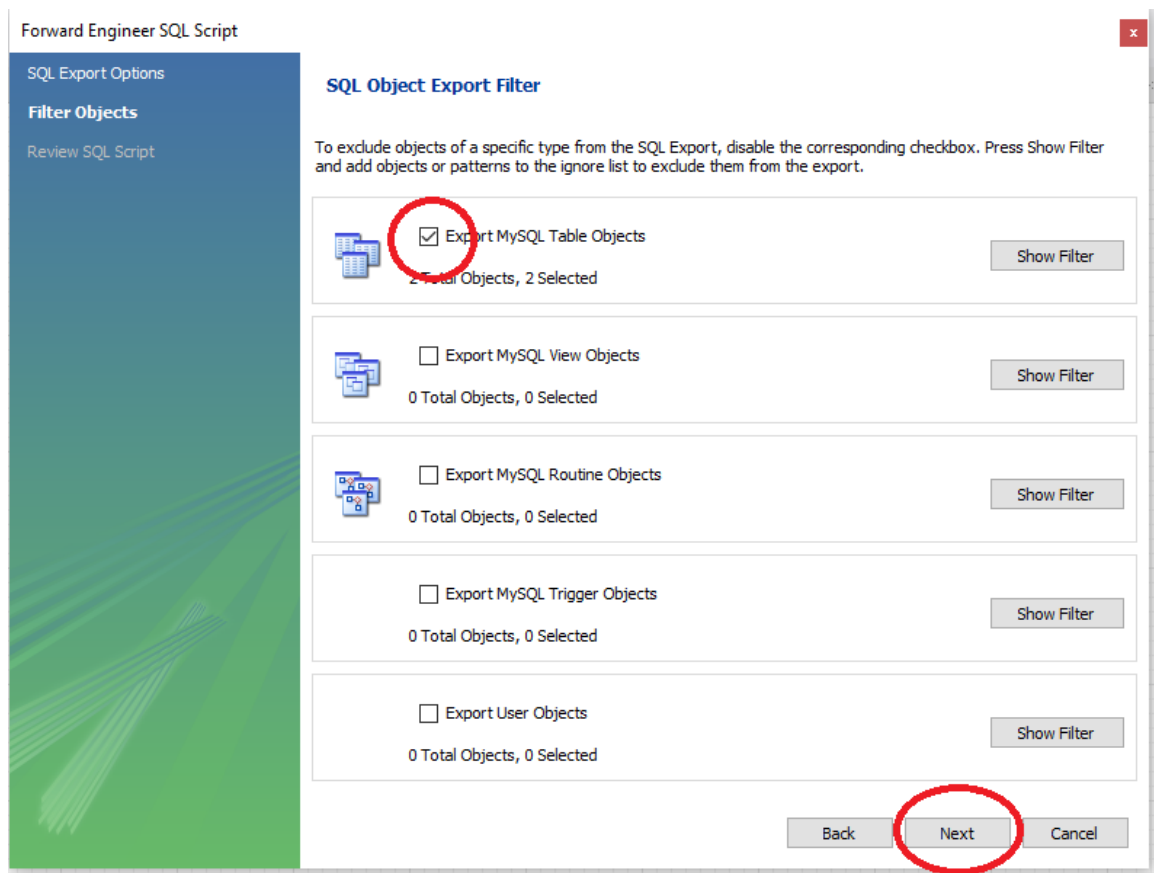 Forward Engineer SQL Script
x
SQL Export Options
Filter Objects
Review SQL Script
SQL Object Export Filter
To exclude objects of a specific type from the SQL Export, disable the corresponding checkbox. Press Show Filter
and add objects or patterns to the ignore list to exclude them from the export.
Export MySQL Table Objects
2 Total Objects, 2 Selected
Show Filter
Export MySQL View Objects
0 Total Objects, 0 Selected
Show Filter
Export MySQL Routine Objects
0 Total Objects, 0 Selected
Show Filter
Export MySQL Trigger Objects
0 Total Objects, 0 Selected
Show Filter
Export User Objects
0 Total Objects, 0 Selected
Show Filter
Back
Next
Cancel